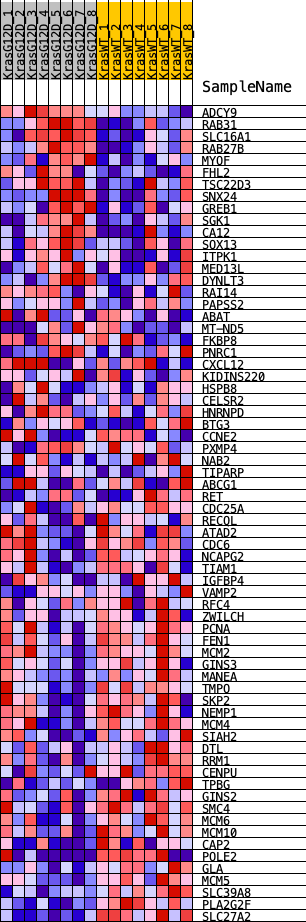 KrasG12D_1
KrasG12D_2
KrasG12D_3
KrasG12D_4
KrasG12D_5
KrasG12D_6
KrasG12D_7
KrasG12D_8
KrasWT_1
KrasWT_2
KrasWT_3
KrasWT_4
KrasWT_5
KrasWT_6
KrasWT_7
KrasWT_8
SampleName
ADCY9
RAB31
SLC16A1
RAB27B
MYOF
FHL2
TSC22D3
SNX24
GREB1
SGK1
CA12
SOX13
ITPK1
MED13L
DYNLT3
RAI14
PAPSS2
ABAT
MT-ND5
FKBP8
PNRC1
CXCL12
KIDINS220
HSPB8
CELSR2
HNRNPD
BTG3
CCNE2
PXMP4
NAB2
TIPARP
ABCG1
RET
CDC25A
RECQL
ATAD2
CDC6
NCAPG2
TIAM1
IGFBP4
VAMP2
RFC4
ZWILCH
PCNA
FEN1
MCM2
GINS3
MANEA
TMPO
SKP2
NEMP1
MCM4
SIAH2
DTL
RRM1
CENPU
TPBG
GINS2
SMC4
MCM6
MCM10
CAP2
POLE2
GLA
MCM5
SLC39A8
PLA2G2F
SLC27A2